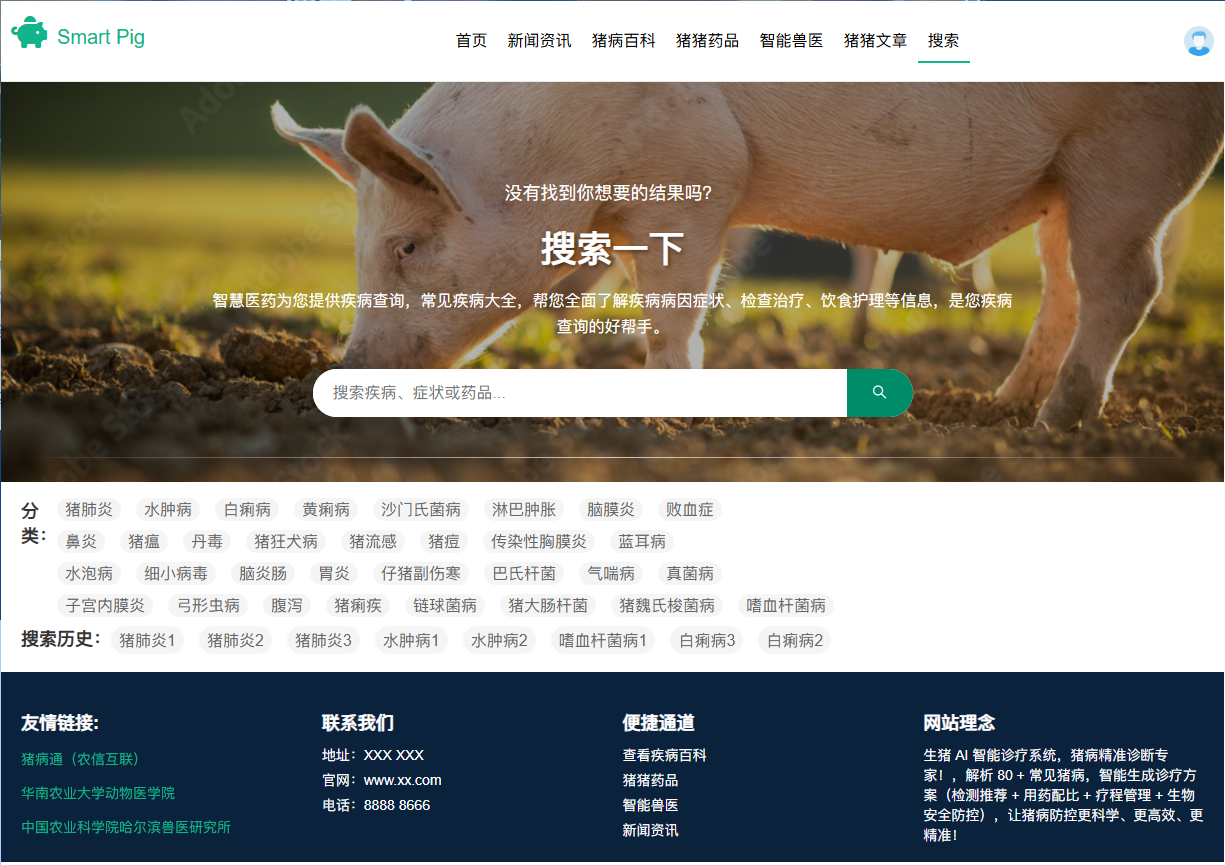 Smart Pig
首页 新闻资讯 猪病百科 猪猪药品 智能兽医 猪猪文章 搜索
没有找到你想要的结果吗?
搜索一下
智慧医药为您提供疾病查询，常见疾病大全，帮您全面了解疾病病因症状、检查治疗、饮食护理等信息，是您疾病
查询的好帮手。
搜索疾病、症状或药品...
分
类：
猪肺炎 水肿病 白痢病 黄痢病 沙门氏菌病 淋巴肿胀 脑膜炎 败血症
鼻炎 猪瘟 丹毒 猪狂犬病 猪流感 猪痘 传染性胸膜炎 蓝耳病
水泡病 细小病毒 脑炎肠 胃炎 仔猪副伤寒 巴氏杆菌 气喘病 真菌病
子宫内膜炎 弓形虫病 腹泻 猪痢疾 链球菌病 猪大肠杆菌 猪魏氏梭菌病 嗜血杆菌病
搜索历史： 猪肺炎1 猪肺炎2 猪肺炎3 水肿病1 水肿病2 嗜血杆菌病1 白痢病3 白痢病2
友情链接:
猪病通（农信互联）
华南农业大学动物医学院
中国农业科学院哈尔滨兽医研究所
联系我们
地址：XXX XXX
官网：www.xx.com
电话：8888 8666
便捷通道
查看疾病百科
猪猪药品
智能兽医
新闻资讯
网站理念
生猪 AI 智能诊疗系统，猪病精准诊断专
家！，解析 80 + 常见猪病，智能生成诊疗方
案（检测推荐 + 用药配比 + 疗程管理 + 生物
安全防控），让猪病防控更科学、更高效、更
精准！